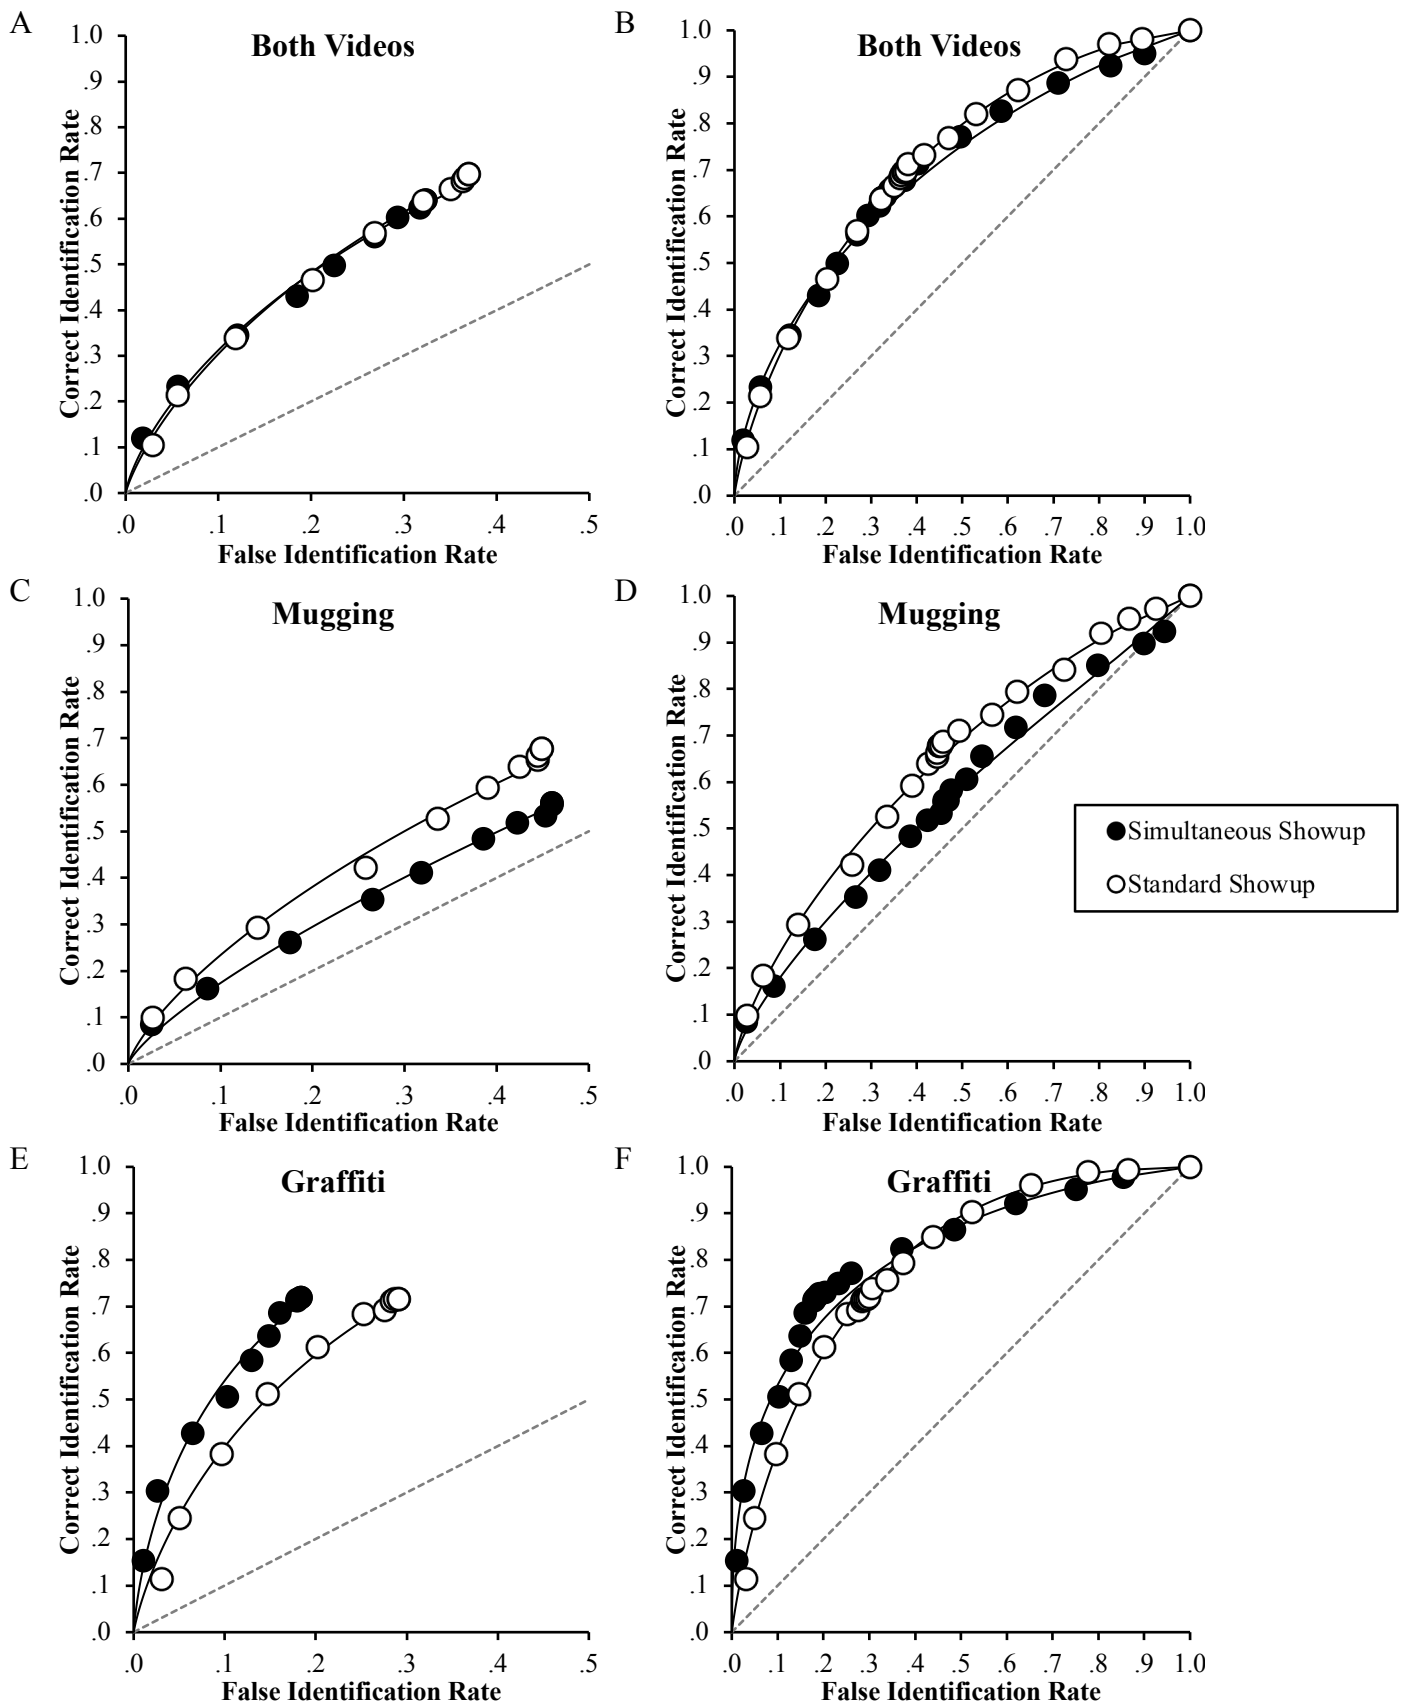 A
Both Videos
1.0
.9
.8
.7
.6
.5
.4
.3
.2
.1
.0
Correct Identification Rate
.0 .1 .2 .3 .4 .5
False Identification Rate
B
Both Videos
1.0
.9
.8
.7
.6
.5
.4
.3
.2
.1
.0
Correct Identification Rate
.0 .1 .2 .3 .4 .5 .6 .7 .8 .9 1.0
False Identification Rate
C
Mugging
1.0
.9
.8
.7
.6
.5
.4
.3
.2
.1
.0
Correct Identification Rate
.0 .1 .2 .3 .4 .5
False Identification Rate
D
Mugging
1.0
.9
.8
.7
.6
.5
.4
.3
.2
.1
.0
Correct Identification Rate
.0 .1 .2 .3 .4 .5 .6 .7 .8 .9 1.0
False Identification Rate
Simultaneous Showup
Standard Showup
E
Graffiti
1.0
.9
.8
.7
.6
.5
.4
.3
.2
.1
.0
Correct Identification Rate
.0 .1 .2 .3 .4 .5
False Identification Rate
F
Graffiti
1.0
.9
.8
.7
.6
.5
.4
.3
.2
.1
.0
Correct Identification Rate
.0 .1 .2 .3 .4 .5 .6 .7 .8 .9 1.0
False Identification Rate